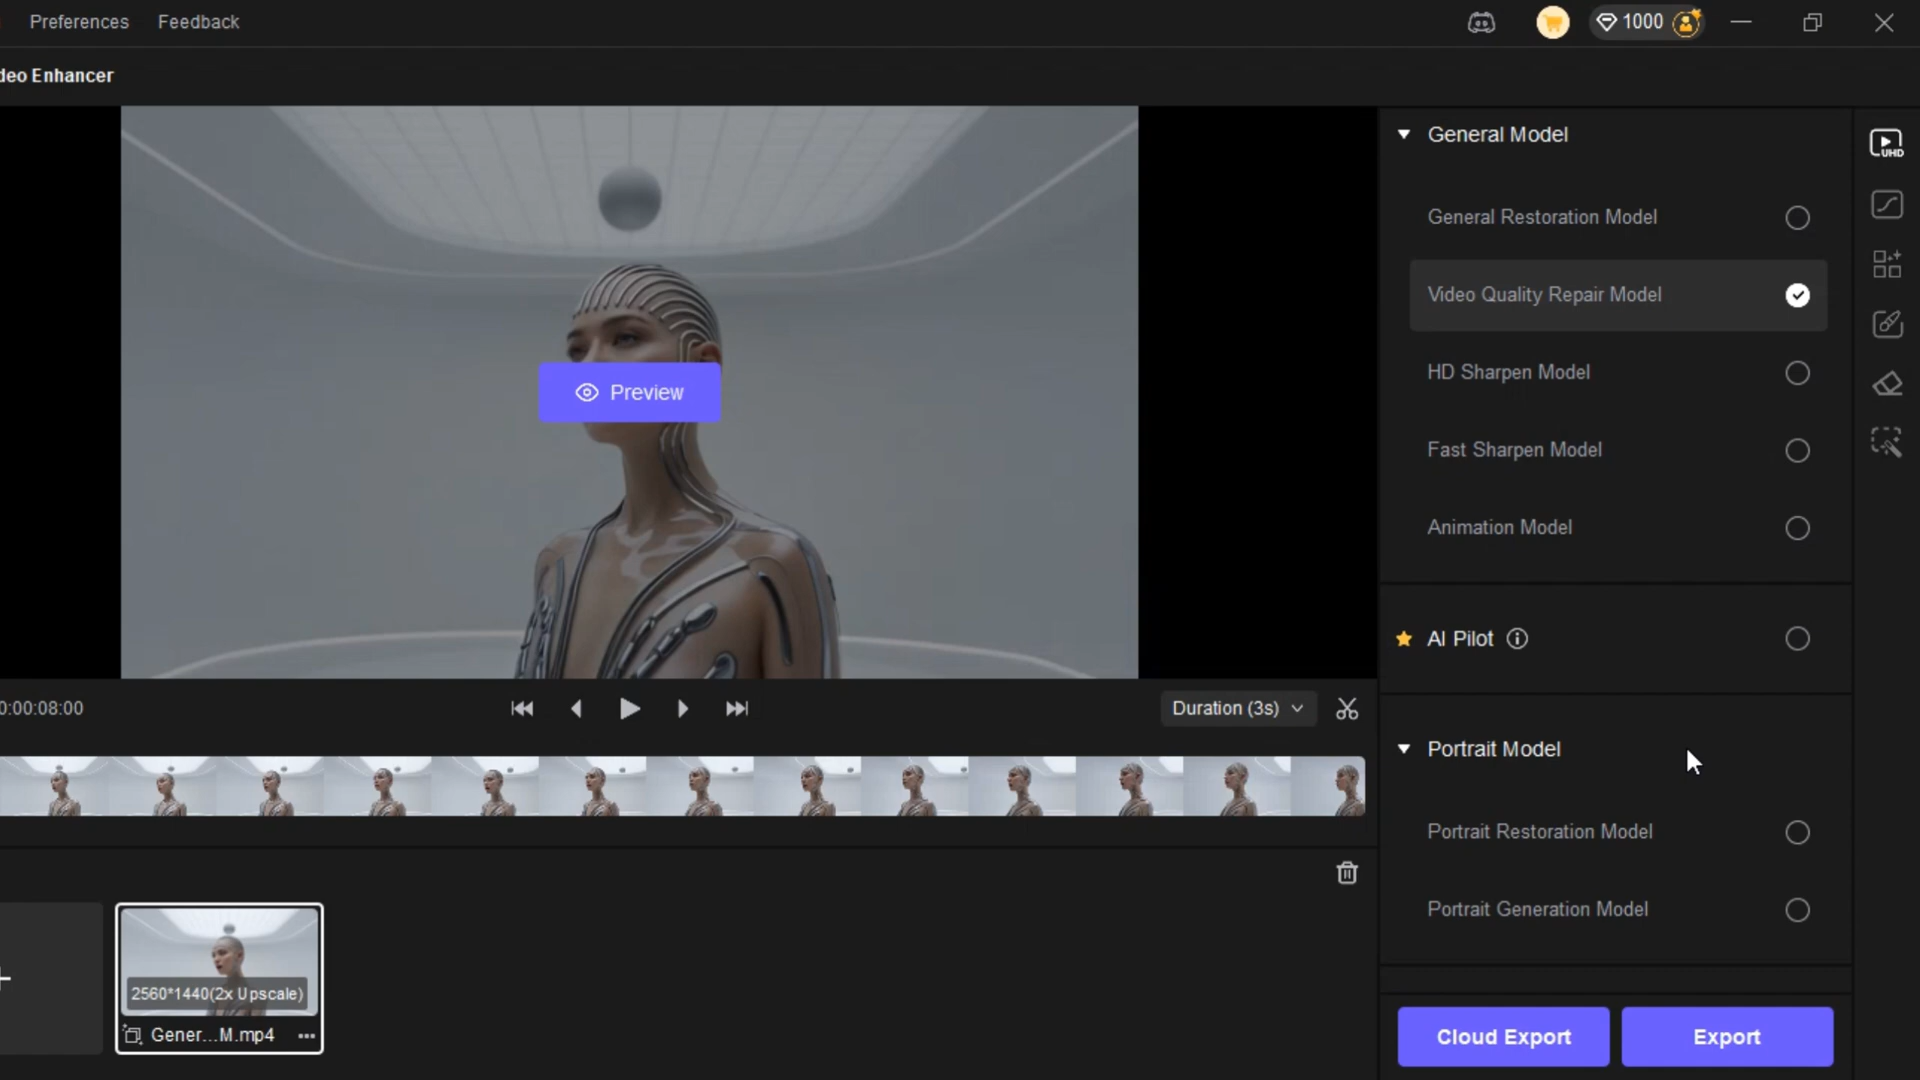 Preferences Feedback
1000
deo Enhancer
General Model
UHD
General Restoration Model
Video Quality Repair Model
Preview
HD Sharpen Model
Fast Sharpen Model
Animation Model
AI Pilot
0:00:08:00
Duration (3s)
Portrait Model
Portrait Restoration Model
Portrait Generation Model
2560*1440(2x Upscale)
Gener...M.mp4
Cloud Export
Export